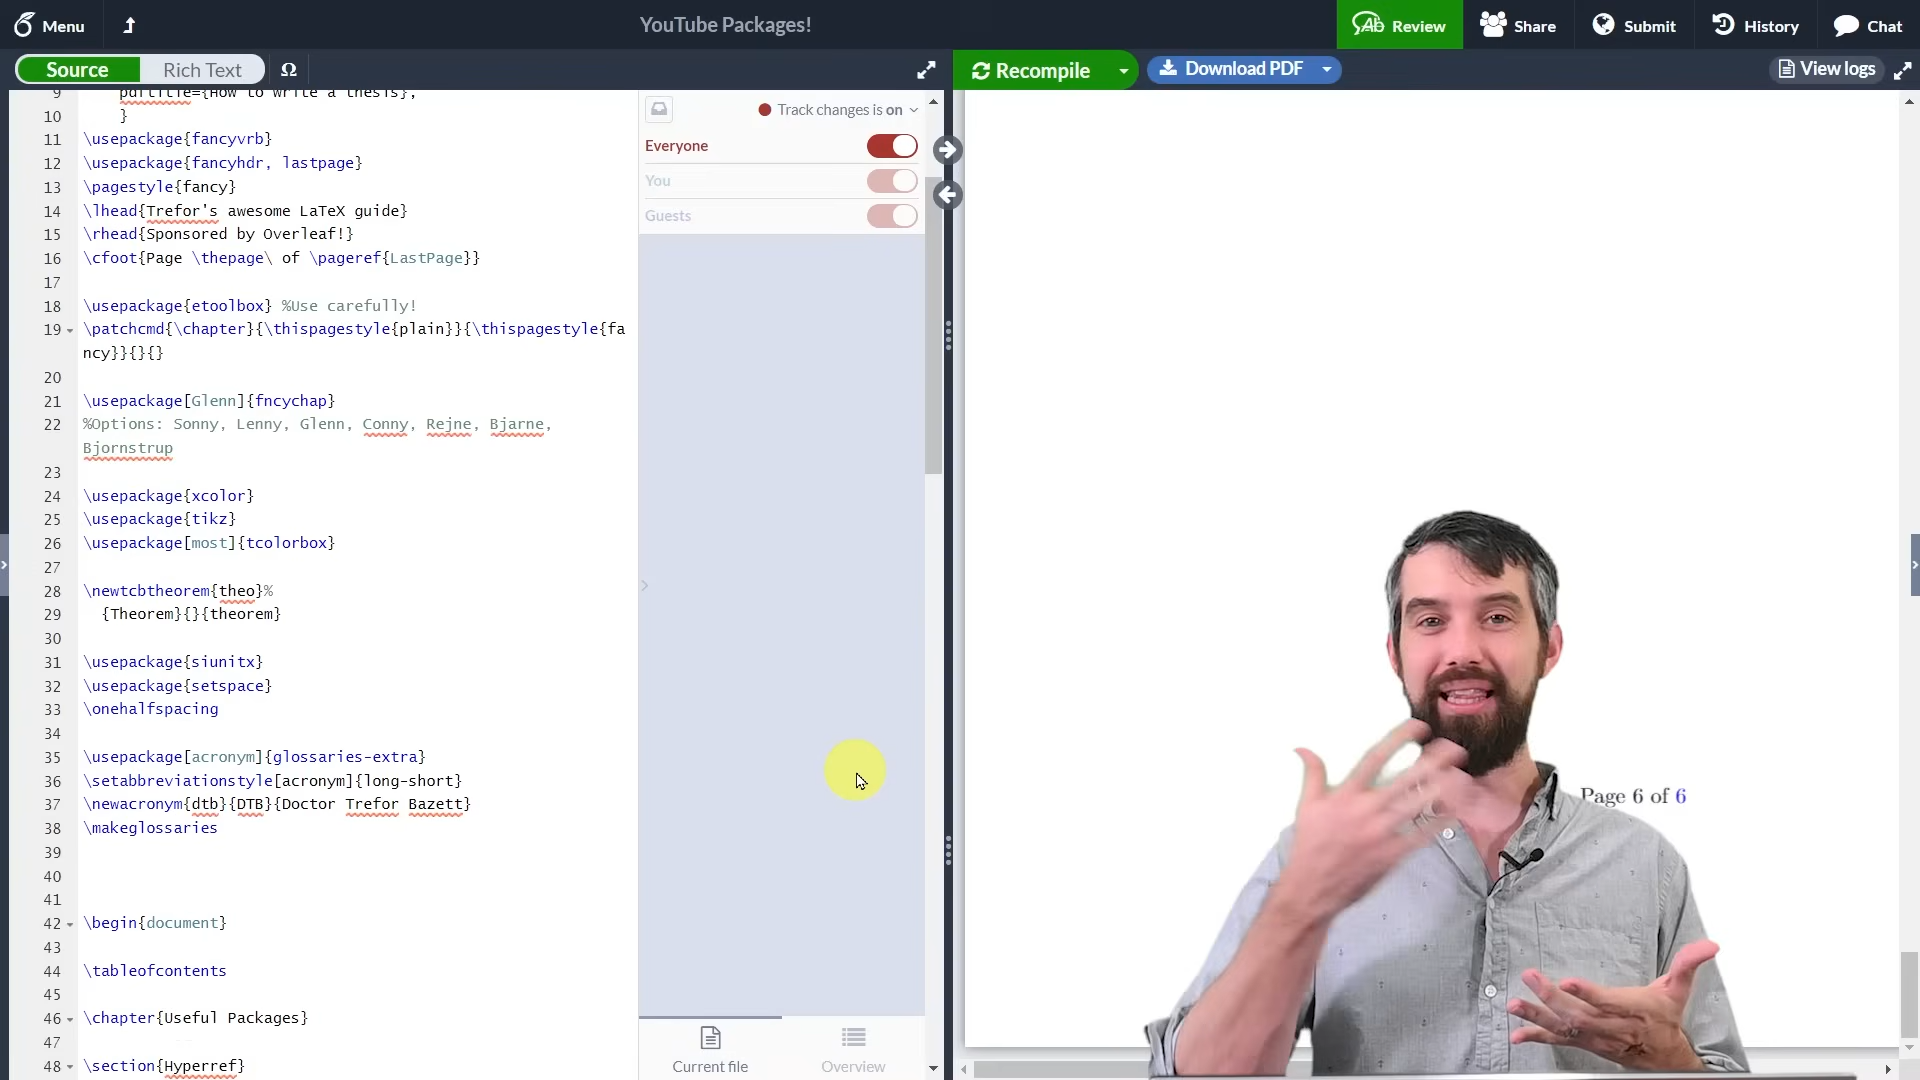 Menu
YouTube Packages!
Review
Share
Submit
History
Chat
Source
Rich Text
Ω
Recompile
Download PDF
View logs
9 pdftitle={How to write a thesis},
10 }
11 \usepackage{fancyvrb}
12 \usepackage{fancyhdr, lastpage}
13 \pagestyle{fancy}
14 \lhead{Trefor's awesome LaTeX guide}
15 \rhead{Sponsored by Overleaf!}
16 \cfoot{Page \thepage\ of \pageref{LastPage}}
17
18 \usepackage{etoolbox} %Use carefully!
19 \patchcmd{\chapter}{\thispagestyle{plain}}{\thispagestyle{fa
ncy}}{}{}
20
21 \usepackage[Glenn]{fncychap}
22 %Options: Sonny, Lenny, Glenn, Conny, Rejne, Bjarne,
Bjornstrup
23
24 \usepackage{xcolor}
25 \usepackage{tikz}
26 \usepackage[most]{tcolorbox}
27
28 \newtcbtheorem{theo}%
29 {Theorem}{}{theorem}
30
31 \usepackage{siunitx}
32 \usepackage{setspace}
33 \onehalfspacing
34
35 \usepackage[acronym]{glossaries-extra}
36 \setabbreviationstyle[acronym]{long-short}
37 \newacronym{dtb}{DTB}{Doctor Trefor Bazett}
38 \makeglossaries
39
40
41
42 \begin{document}
43
44 \tableofcontents
45
46 \chapter{Useful Packages}
47
48 \section{Hyperref}
Track changes is on
Everyone
You
Guests
Current file
Overview
Page 6 of 6